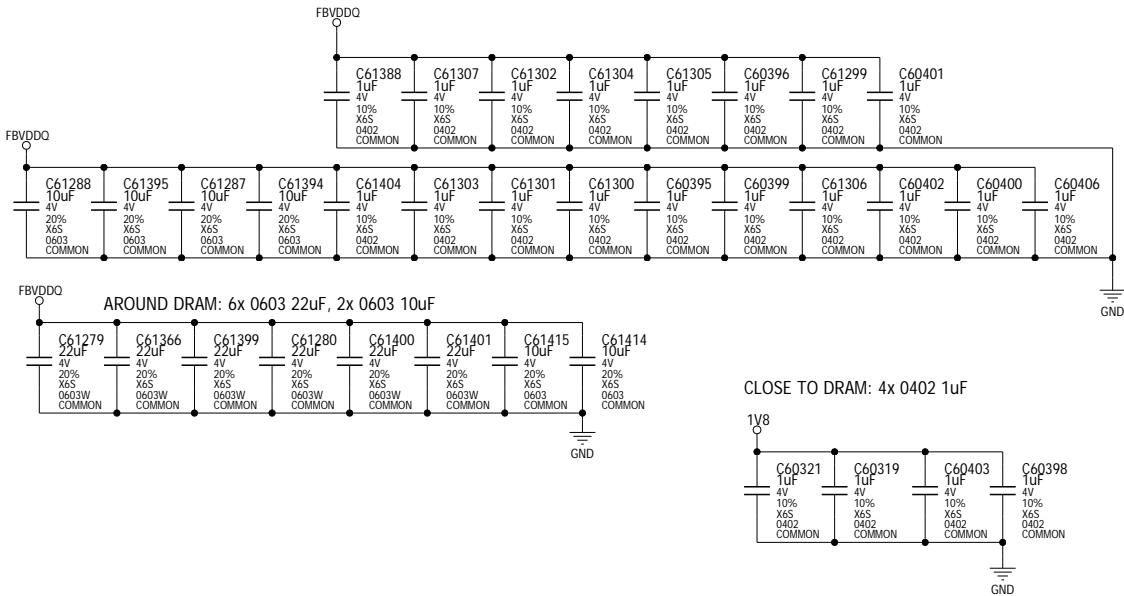 FBVDDQ
C61388 C61307 C61302 C61304 C61305 C60396 C61299 C60401
1uF 1uF 1uF 1uF 1uF 1uF 1uF 1uF
4V 4V 4V 4V 4V 4V 4V 4V
10% 10% 10% 10% 10% 10% 10% 10%
X6S X6S X6S X6S X6S X6S X6S X6S
0402 0402 0402 0402 0402 0402 0402 0402
COMMON COMMON COMMON COMMON COMMON COMMON COMMON COMMON
FBVDDQ
C61288 C61395 C61287 C61394 C61404 C61303 C61301 C61300 C60395 C60399 C61306 C60402 C60400 C60406
10uF 10uF 10uF 10uF 1uF 1uF 1uF 1uF 1uF 1uF 1uF 1uF 1uF 1uF
4V 4V 4V 4V 4V 4V 4V 4V 4V 4V 4V 4V 4V 4V
20% 20% 20% 20% 10% 10% 10% 10% 10% 10% 10% 10% 10% 10%
X6S X6S X6S X6S X6S X6S X6S X6S X6S X6S X6S X6S X6S X6S
0603 0603 0603 0603 0402 0402 0402 0402 0402 0402 0402 0402 0402 0402
COMMON COMMON COMMON COMMON COMMON COMMON COMMON COMMON COMMON COMMON COMMON COMMON COMMON COMMON
GND
FBVDDQ
AROUND DRAM: 6x 0603 22uF, 2x 0603 10uF
C61279 C61366 C61399 C61280 C61400 C61401 C61415 C61414
22uF 22uF 22uF 22uF 22uF 22uF 10uF 10uF
4V 4V 4V 4V 4V 4V 4V 4V
20% 20% 20% 20% 20% 20% 20% 20%
X6S X6S X6S X6S X6S X6S X6S X6S
0603W 0603W 0603W 0603W 0603W 0603W 0603 0603
COMMON COMMON COMMON COMMON COMMON COMMON COMMON COMMON
GND
CLOSE TO DRAM: 4x 0402 1uF
1V8
C60321 C60319 C60403 C60398
1uF 1uF 1uF 1uF
4V 4V 4V 4V
10% 10% 10% 10%
X6S X6S X6S X6S
0402 0402 0402 0402
COMMON COMMON COMMON COMMON
GND